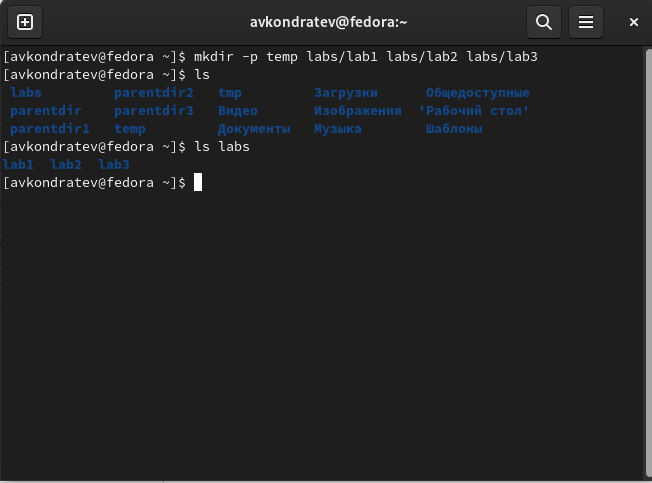 avkondratev@fedora:~
[avkondratev@fedora ~]$ mkdir -p temp labs/lab1 labs/lab2 labs/lab3
[avkondratev@fedora ~]$ ls
labs parentdir2 tmp Загрузки Общедоступные
parentdir parentdir3 Видео Изображения 'Рабочий стол'
parentdir1 temp Документы Музыка Шаблоны
[avkondratev@fedora ~]$ ls labs
lab1 lab2 lab3
[avkondratev@fedora ~]$